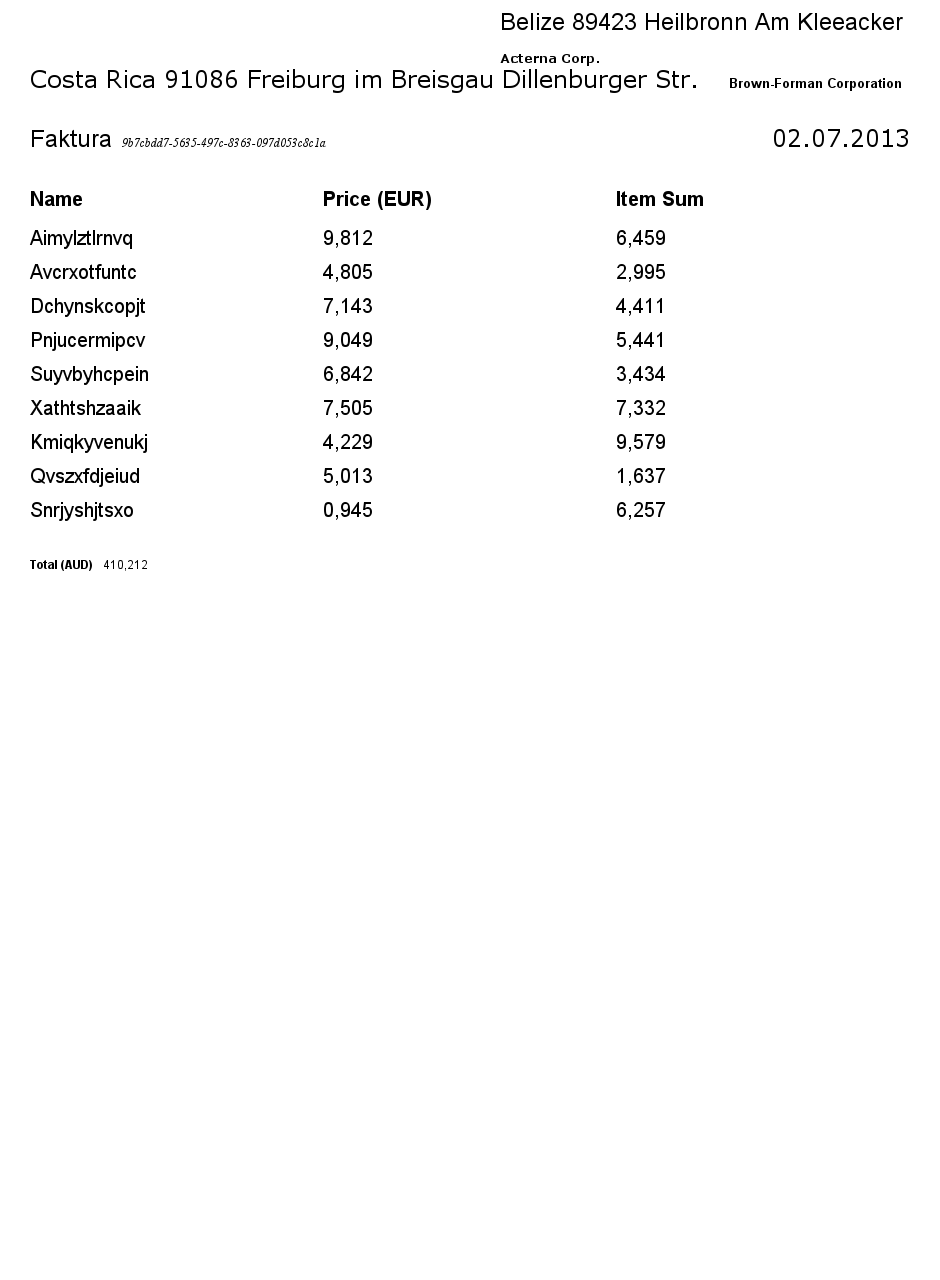 Belize 89423 Heilbronn Am Kleeacker
Acterna Corp.
Costa Rica 91086 Freiburg im Breisgau Dillenburger Str. Brown-Forman Corporation
Faktura 9b7cbdd7-5635-497c-8363-097d053c8c1a 02.07.2013
Name Price (EUR) Item Sum
Aimylztlrnvq 9,812 6,459
Avcrxotfuntc 4,805 2,995
Dchynskcopjt 7,143 4,411
Pnjucermipcv 9,049 5,441
Suyvbyhcpein 6,842 3,434
Xathtshzaaik 7,505 7,332
Kmiqkyvenukj 4,229 9,579
Qvszxfdjeiud 5,013 1,637
Snrjyshjtsxo 0,945 6,257
Total (AUD) 410,212